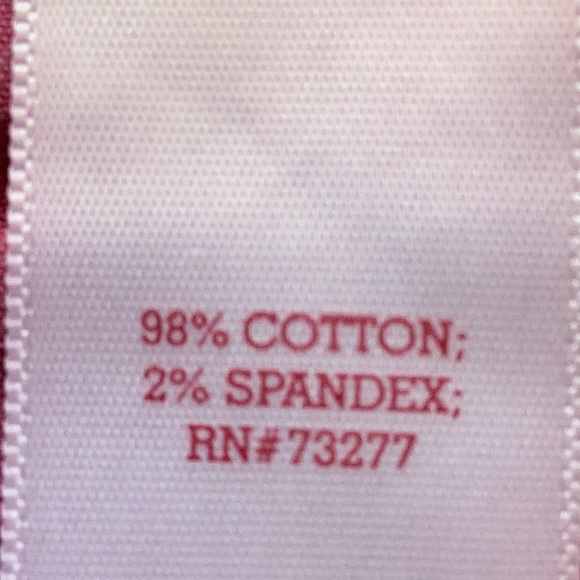 98% COTTON;
2% SPANDEX;
RN#73277